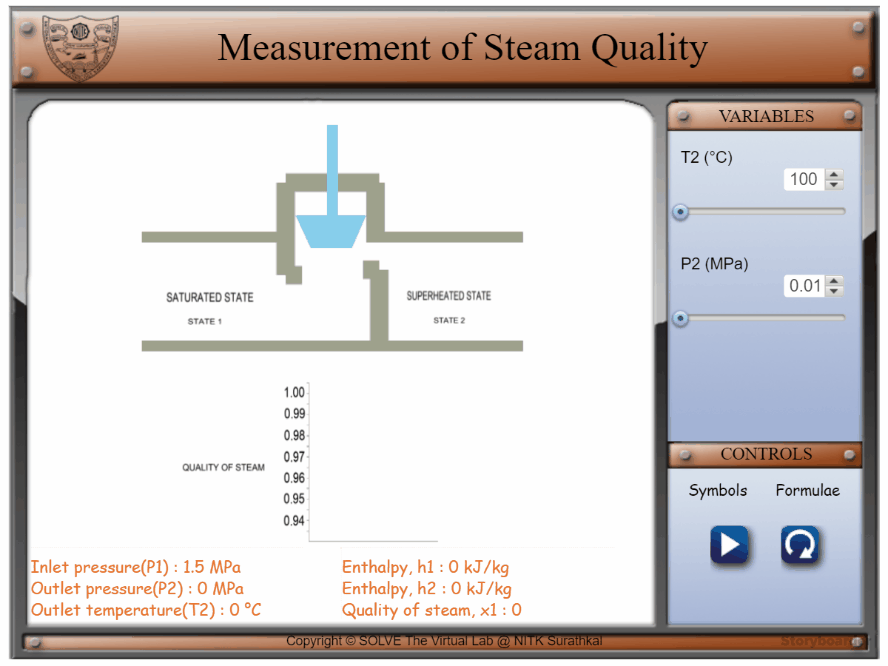 Measurement of Steam Quality
VARIABLES
T2 (°C)
100
P2 (MPa)
0.01
SATURATED STATE
STATE 1
SUPERHEATED STATE
STATE 2
1.00
0.99
0.98
0.97
0.96
0.95
0.94
QUALITY OF STEAM
CONTROLS
Symbols Formulae
Inlet pressure(P1) : 1.5 MPa
Outlet pressure(P2) : 0 MPa
Outlet temperature(T2) : 0 °C
Enthalpy, h1 : 0 kJ/kg
Enthalpy, h2 : 0 kJ/kg
Quality of steam, x1 : 0
Copyright © SOLVE The Virtual Lab @ NITK Surathkal